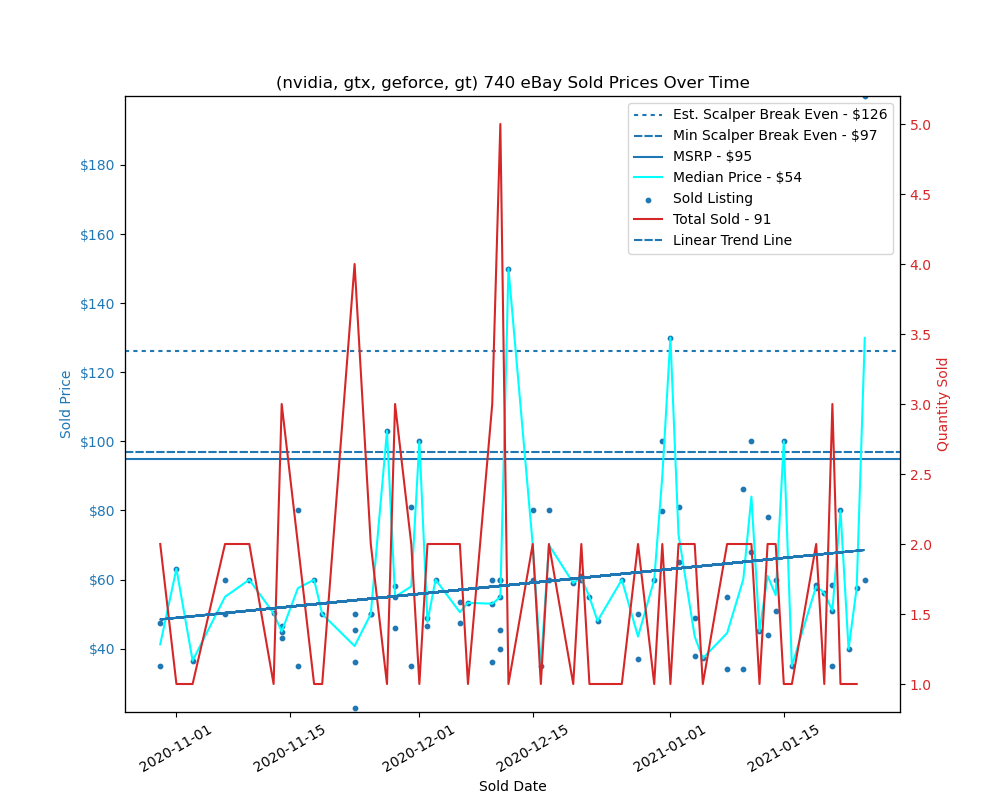 (nvidia, gtx, geforce, gt) 740 eBay Sold Prices Over Time
Est. Scalper Break Even - $126
Min Scalper Break Even - $97
MSRP - $95
Median Price - $54
Sold Listing
Total Sold - 91
Linear Trend Line
$180
$160
$140
$120
$100
$80
$60
$40
Sold Price
5.0
4.5
4.0
3.5
3.0
2.5
2.0
1.5
1.0
Quantity Sold
2020-11-01
2020-11-15
2020-12-01
2020-12-15
2021-01-01
2021-01-15
Sold Date